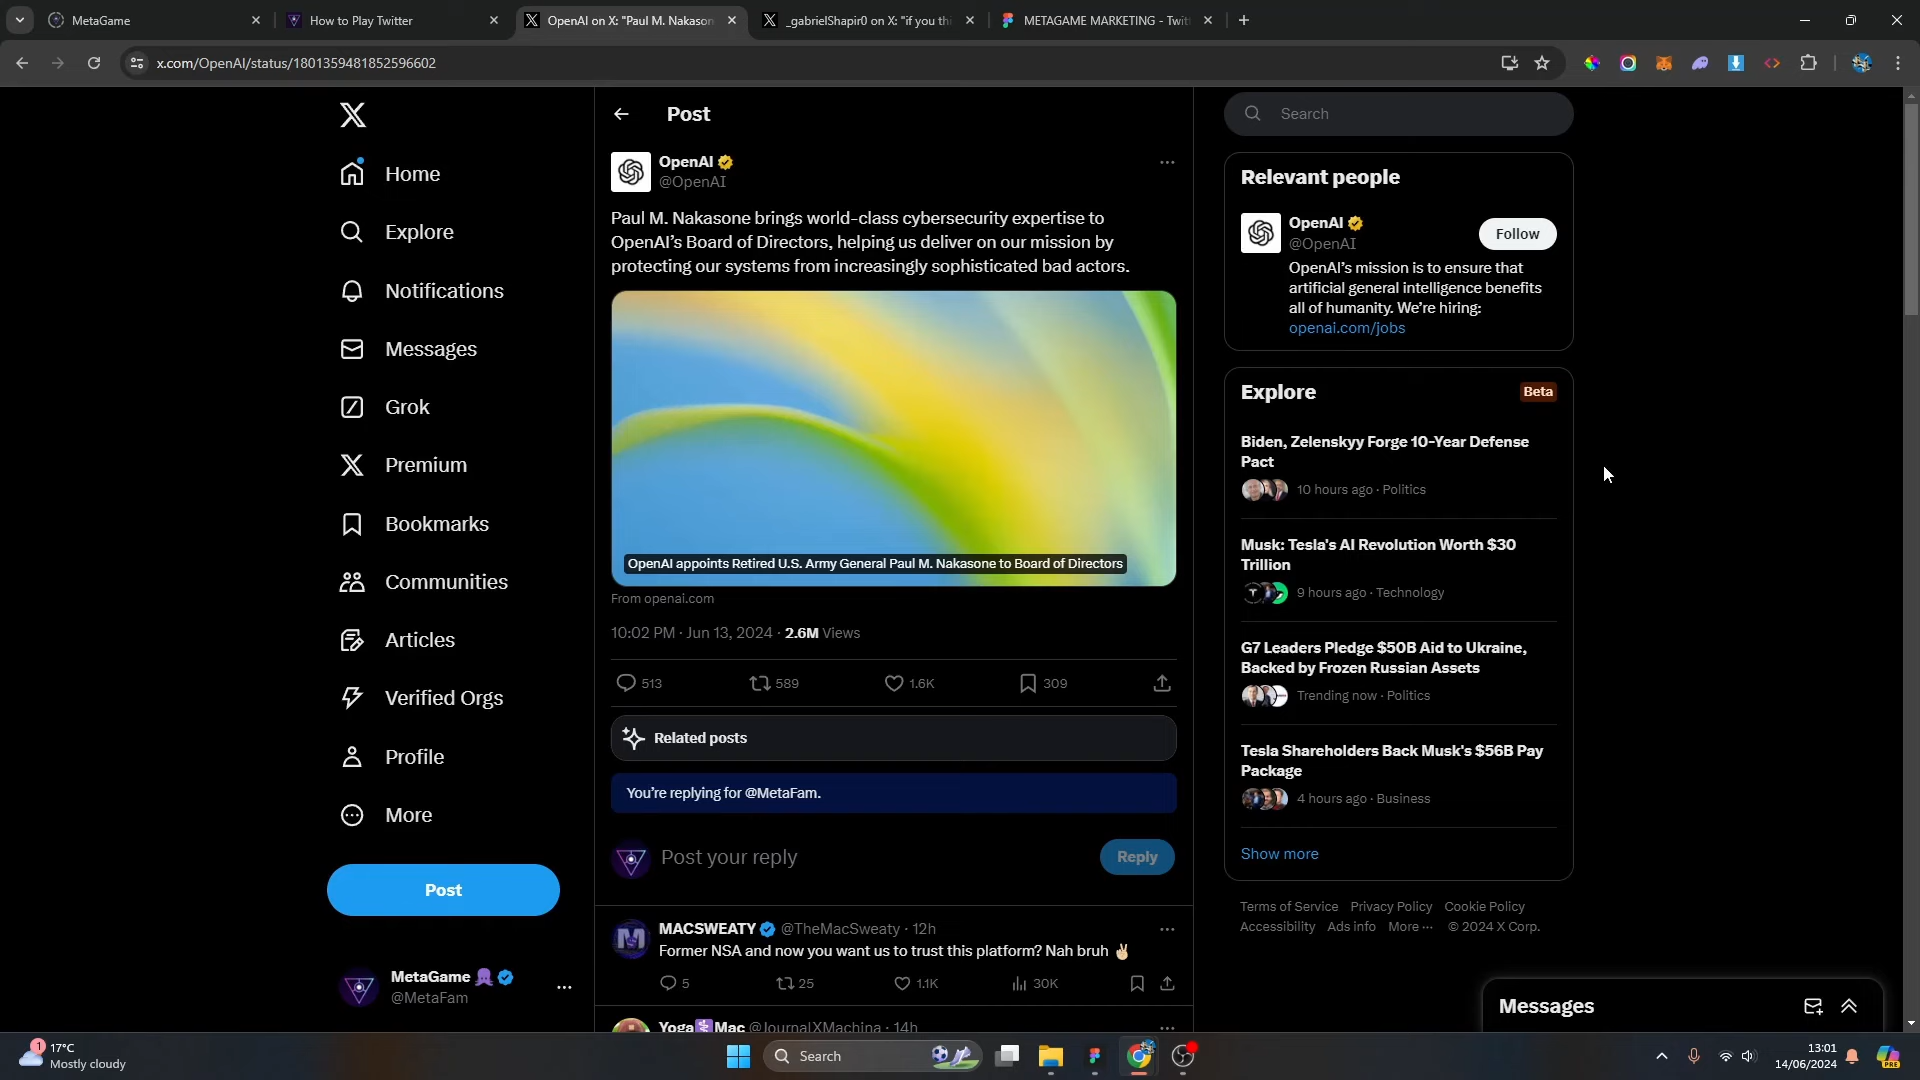 MetaGame
How to Play Twitter
OpenAI on X: "Paul M. Nakason
_gabrielShapir0 on X: "if you thi
METAGAME MARKETING - Twit
x.com/OpenAI/status/1801359481852596602
Home
Explore
Notifications
Messages
Grok
Premium
Bookmarks
Communities
Articles
Verified Orgs
Profile
More
Post
MetaGame
@MetaFam
Post
OpenAI
@OpenAI
Paul M. Nakasone brings world-class cybersecurity expertise to
OpenAI's Board of Directors, helping us deliver on our mission by
protecting our systems from increasingly sophisticated bad actors.
OpenAI appoints Retired U.S. Army General Paul M. Nakasone to Board of Directors
From openai.com
10:02 PM · Jun 13, 2024 · 2.6M Views
513 589 1.6K 309
Related posts
You're replying for @MetaFam.
Post your reply
Reply
MACSWEATY @TheMacSweaty · 12h
Former NSA and now you want us to trust this platform? Nah bruh ✌🏻
5 25 1.1K 30K
Yoga Mac @JournalXMachina · 14h
Search
Relevant people
OpenAI
@OpenAI
Follow
OpenAI's mission is to ensure that
artificial general intelligence benefits
all of humanity. We're hiring:
openai.com/jobs
Explore
Beta
Biden, Zelenskyy Forge 10-Year Defense
Pact
10 hours ago · Politics
Musk: Tesla's AI Revolution Worth $30
Trillion
9 hours ago · Technology
G7 Leaders Pledge $50B Aid to Ukraine,
Backed by Frozen Russian Assets
Trending now · Politics
Tesla Shareholders Back Musk's $56B Pay
Package
4 hours ago · Business
Show more
Terms of Service Privacy Policy Cookie Policy
Accessibility Ads info More ··· © 2024 X Corp.
Messages
1
17°C
Mostly cloudy
Search
13:01
14/06/2024
PRE